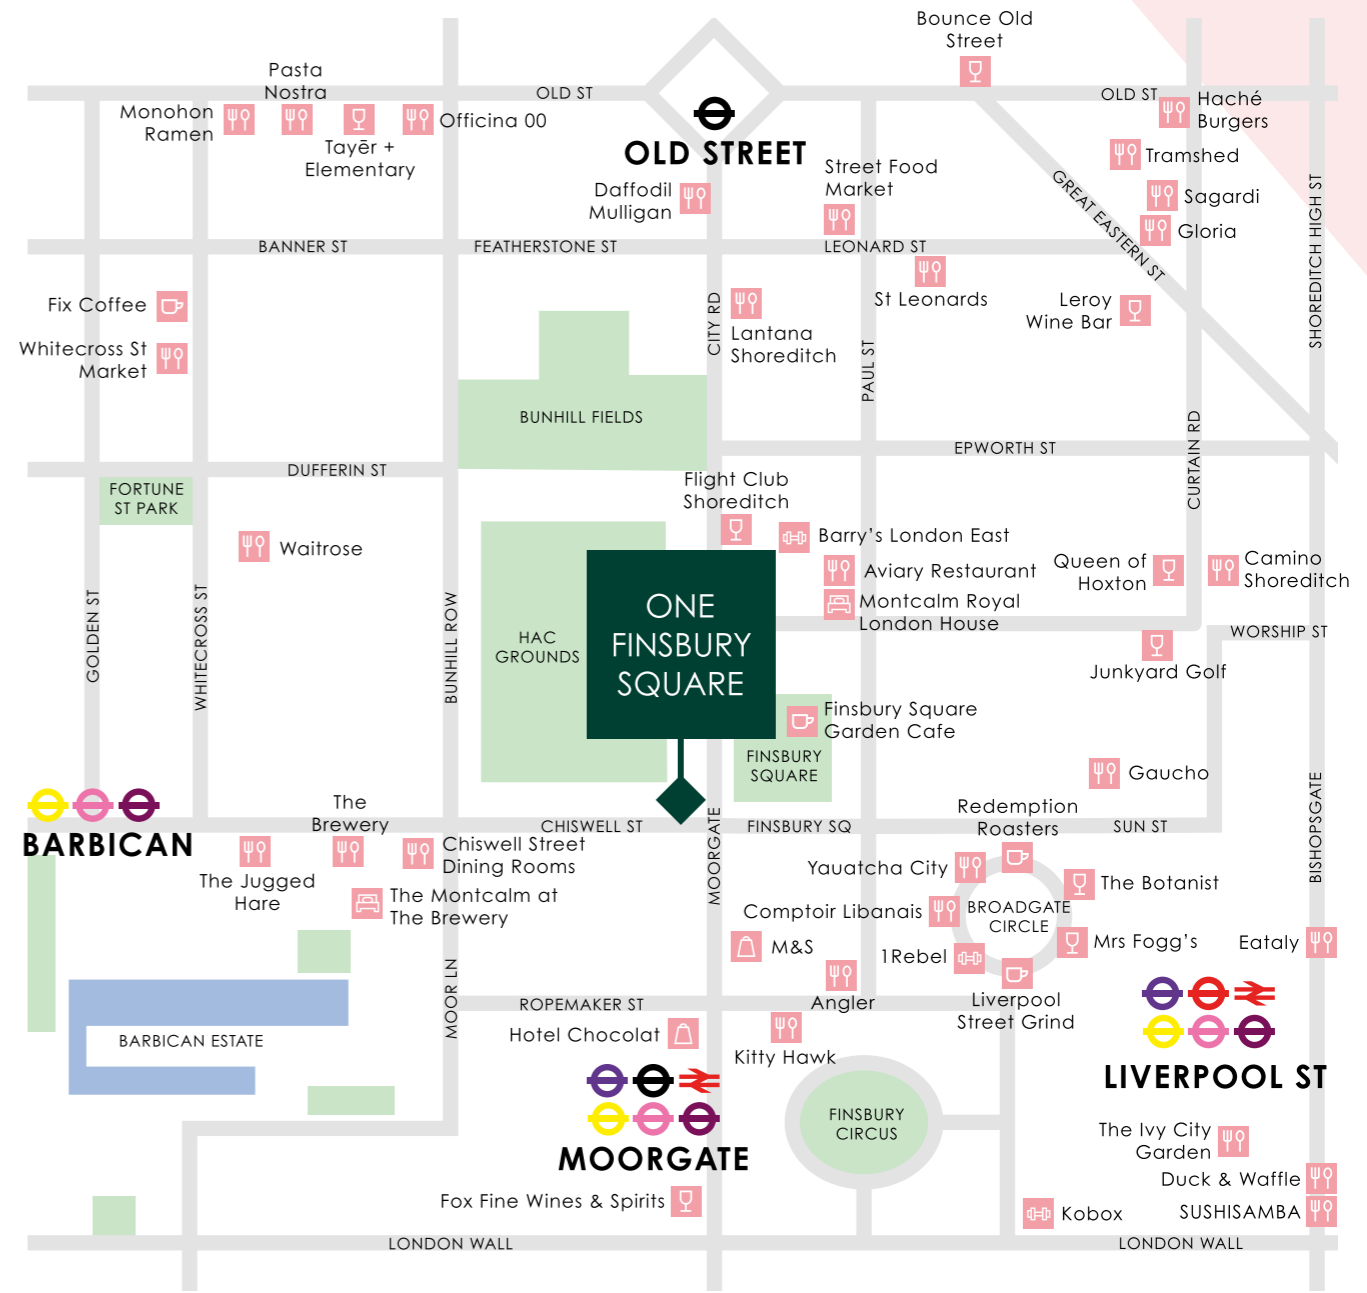 Bounce Old
Street
Pasta
Nostra
OLD ST
OLD ST
Monohon
Ramen
Officina 00
Haché
Burgers
Tayēr +
Elementary
OLD STREET
Tramshed
Street Food
Market
Daffodil
Mulligan
GREAT EASTERN ST
Sagardi
Gloria
SHOREDITCH HIGH ST
BANNER ST
FEATHERSTONE ST
LEONARD ST
St Leonards
Fix Coffee
Leroy
Wine Bar
CITY RD
Lantana
Shoreditch
Whitecross St
Market
PAUL ST
BUNHILL FIELDS
EPWORTH ST
CURTAIN RD
DUFFERIN ST
FORTUNE
ST PARK
Flight Club
Shoreditch
Waitrose
Barry's London East
Aviary Restaurant
Queen of
Hoxton
Camino
Shoreditch
Montcalm Royal
London House
GOLDEN ST
WHITECROSS ST
BUNHILL ROW
HAC
GROUNDS
ONE
FINSBURY
SQUARE
WORSHIP ST
Junkyard Golf
Finsbury Square
Garden Cafe
FINSBURY
SQUARE
Gaucho
BARBICAN
The
Brewery
CHISWELL ST
MOORGATE
FINSBURY SQ
Redemption
Roasters
SUN ST
BISHOPSGATE
The Jugged
Hare
Chiswell Street
Dining Rooms
The Montcalm at
The Brewery
Yauatcha City
The Botanist
Comptoir Libanais
BROADGATE
CIRCLE
M&S
1Rebel
Mrs Fogg's
Eataly
Angler
Liverpool
Street Grind
MOOR LN
ROPEMAKER ST
Hotel Chocolat
BARBICAN ESTATE
Kitty Hawk
LIVERPOOL ST
MOORGATE
FINSBURY
CIRCUS
The Ivy City
Garden
Duck & Waffle
Fox Fine Wines & Spirits
Kobox
SUSHISAMBA
LONDON WALL
LONDON WALL